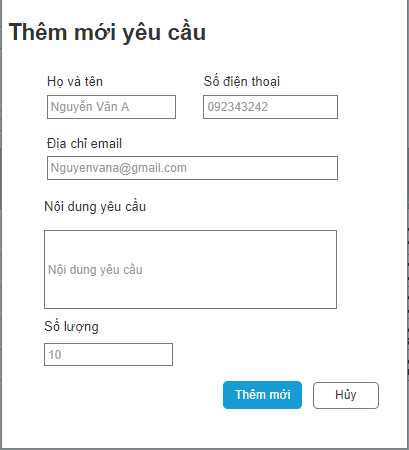 Thêm mới yêu cầu
Họ và tên Số điện thoại
Nguyễn Văn A 092343242
Địa chỉ email
Nguyenvana@gmail.com
Nội dung yêu cầu
Nội dung yêu cầu
Số lượng
10
Thêm mới Hủy